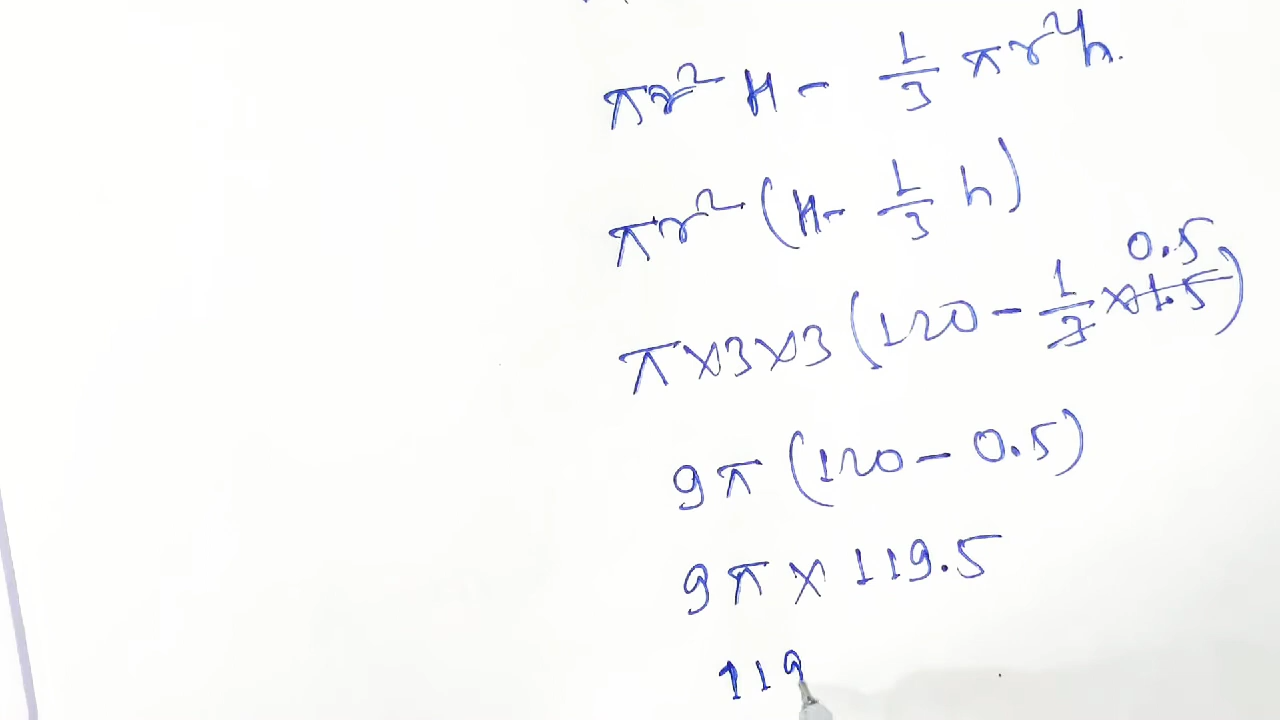 πr² H - 1/3 πr²h.
πr² (H - 1/3 h)
π×3×3 (120 - 1/3 ×1.5) 0.5
9π (120 - 0.5)
9π × 119.5
119